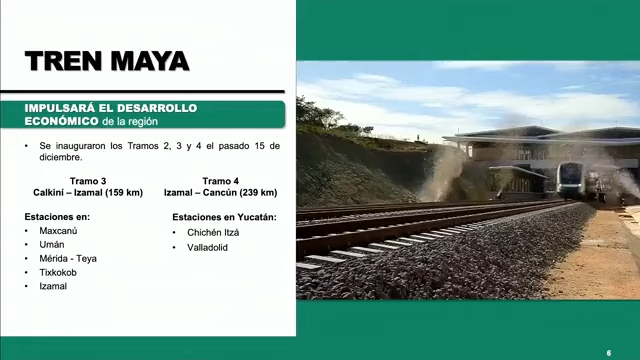 TREN MAYA
IMPULSARÁ EL DESARROLLO
ECONÓMICO de la región
• Se inauguraron los Tramos 2, 3 y 4 el pasado 15 de
diciembre.
Tramo 3
Calkiní – Izamal (159 km)
Estaciones en:
• Maxcanú
• Umán
• Mérida - Teya
• Tixkokob
• Izamal
Tramo 4
Izamal – Cancún (239 km)
Estaciones en Yucatán:
• Chichén Itzá
• Valladolid
6